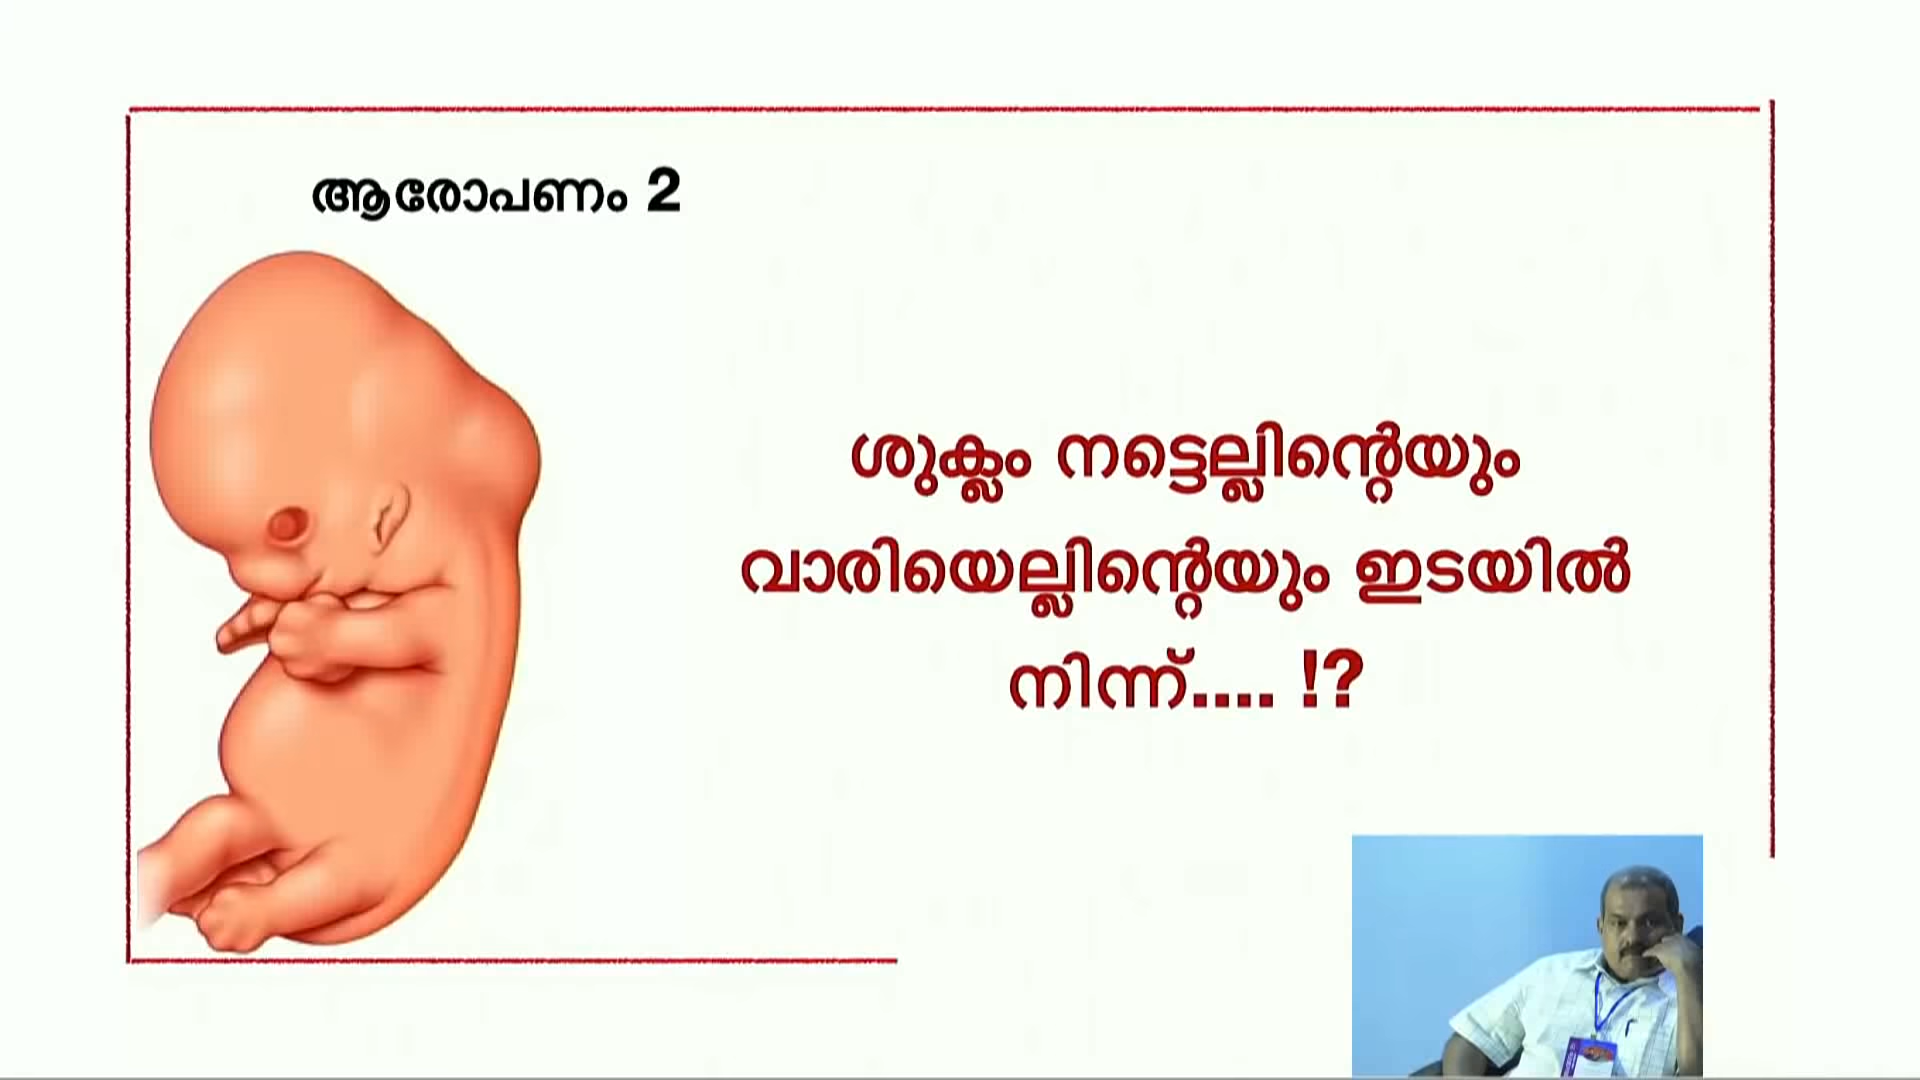 ആരോപണം 2
ശുക്ലം നട്ടെല്ലിന്റെയും
വാരിയെല്ലിന്റെയും ഇടയിൽ
നിന്ന്.... !?